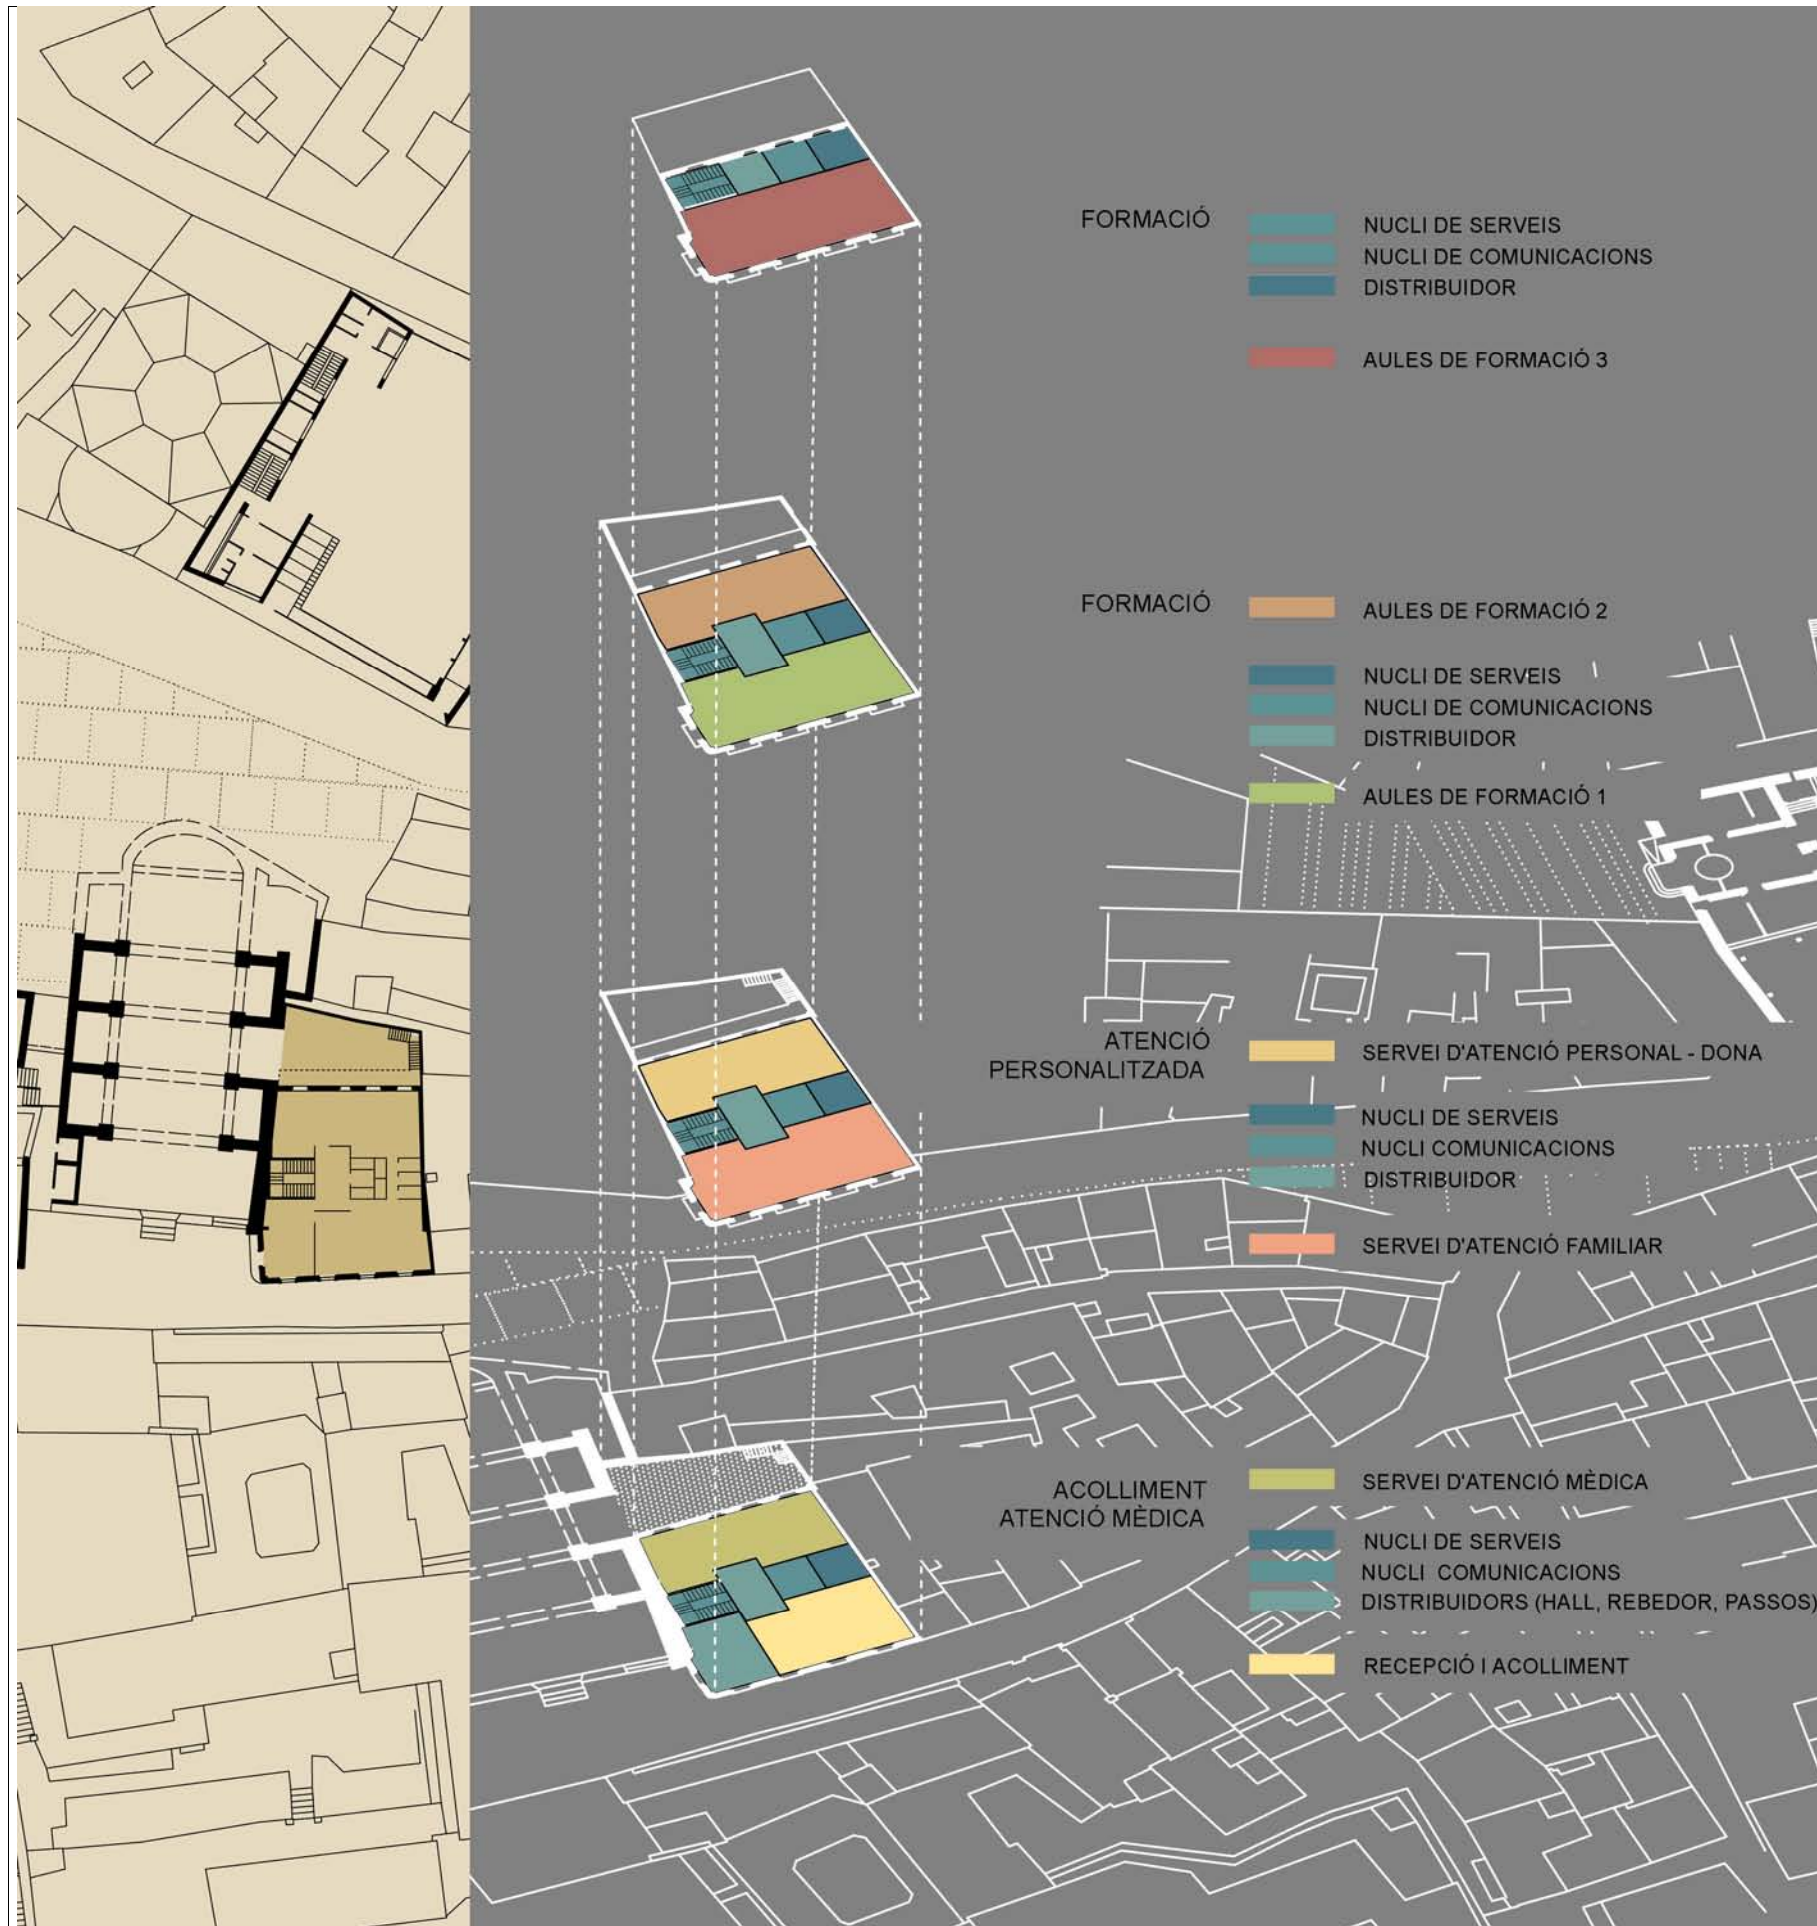 FORMACIÓ
NUCLI DE SERVEIS
NUCLI DE COMUNICACIONS
DISTRIBUIDOR
AULES DE FORMACIÓ 3
FORMACIÓ
AULES DE FORMACIÓ 2
NUCLI DE SERVEIS
NUCLI DE COMUNICACIONS
DISTRIBUIDOR
AULES DE FORMACIÓ 1
ATENCIÓ
PERSONALITZADA
SERVEI D'ATENCIÓ PERSONAL - DONA
NUCLI DE SERVEIS
NUCLI COMUNICACIONS
DISTRIBUIDOR
SERVEI D'ATENCIÓ FAMILIAR
ACOLLIMENT
ATENCIÓ MÈDICA
SERVEI D'ATENCIÓ MÈDICA
NUCLI DE SERVEIS
NUCLI COMUNICACIONS
DISTRIBUIDORS (HALL, REBEDOR, PASSOS)
RECEPCIÓ I ACOLLIMENT